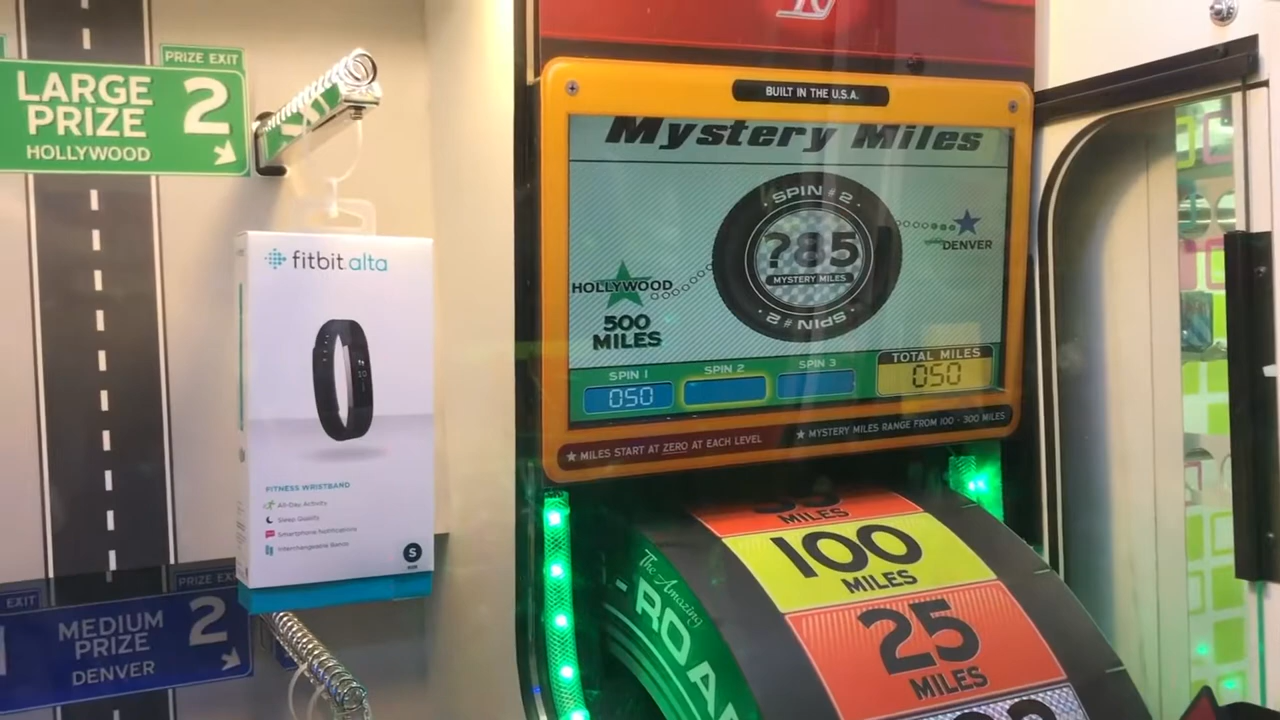 PRIZE EXIT
LARGE
PRIZE
2
HOLLYWOOD
fitbit alta
FITNESS WRISTBAND
All-Day Activity
Sleep Quality
Smartphone Notifications
Interchangeable Bands
S
EXIT
MEDIUM
PRIZE
2
DENVER
BUILT IN THE U.S.A.
Mystery Miles
· SPIN #2 ·
?85
MYSTERY MILES
· SPIN #2 ·
HOLLYWOOD
500
MILES
DENVER
SPIN 1
SPIN 2
SPIN 3
TOTAL MILES
050
050
★ MILES START AT ZERO AT EACH LEVEL
★ MYSTERY MILES RANGE FROM 100 - 300 MILES
MILES
100
MILES
25
MILES
The Amazing